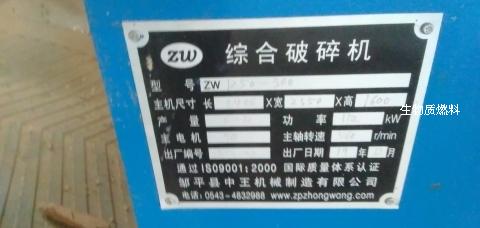 ZW 综合破碎机
型 号 ZW 1250-500
主机尺寸 长 X宽 2350 X高 1600
产 量 功 率 kW
主 电 机 主轴转速 r/min
出厂编号 出厂日期 年 月
通过ISO9001:2000 国际质量体系认证
邹平县中王机械制造有限公司
电话: 0543-4832988 www.zpzhongwang.com
生物质燃料